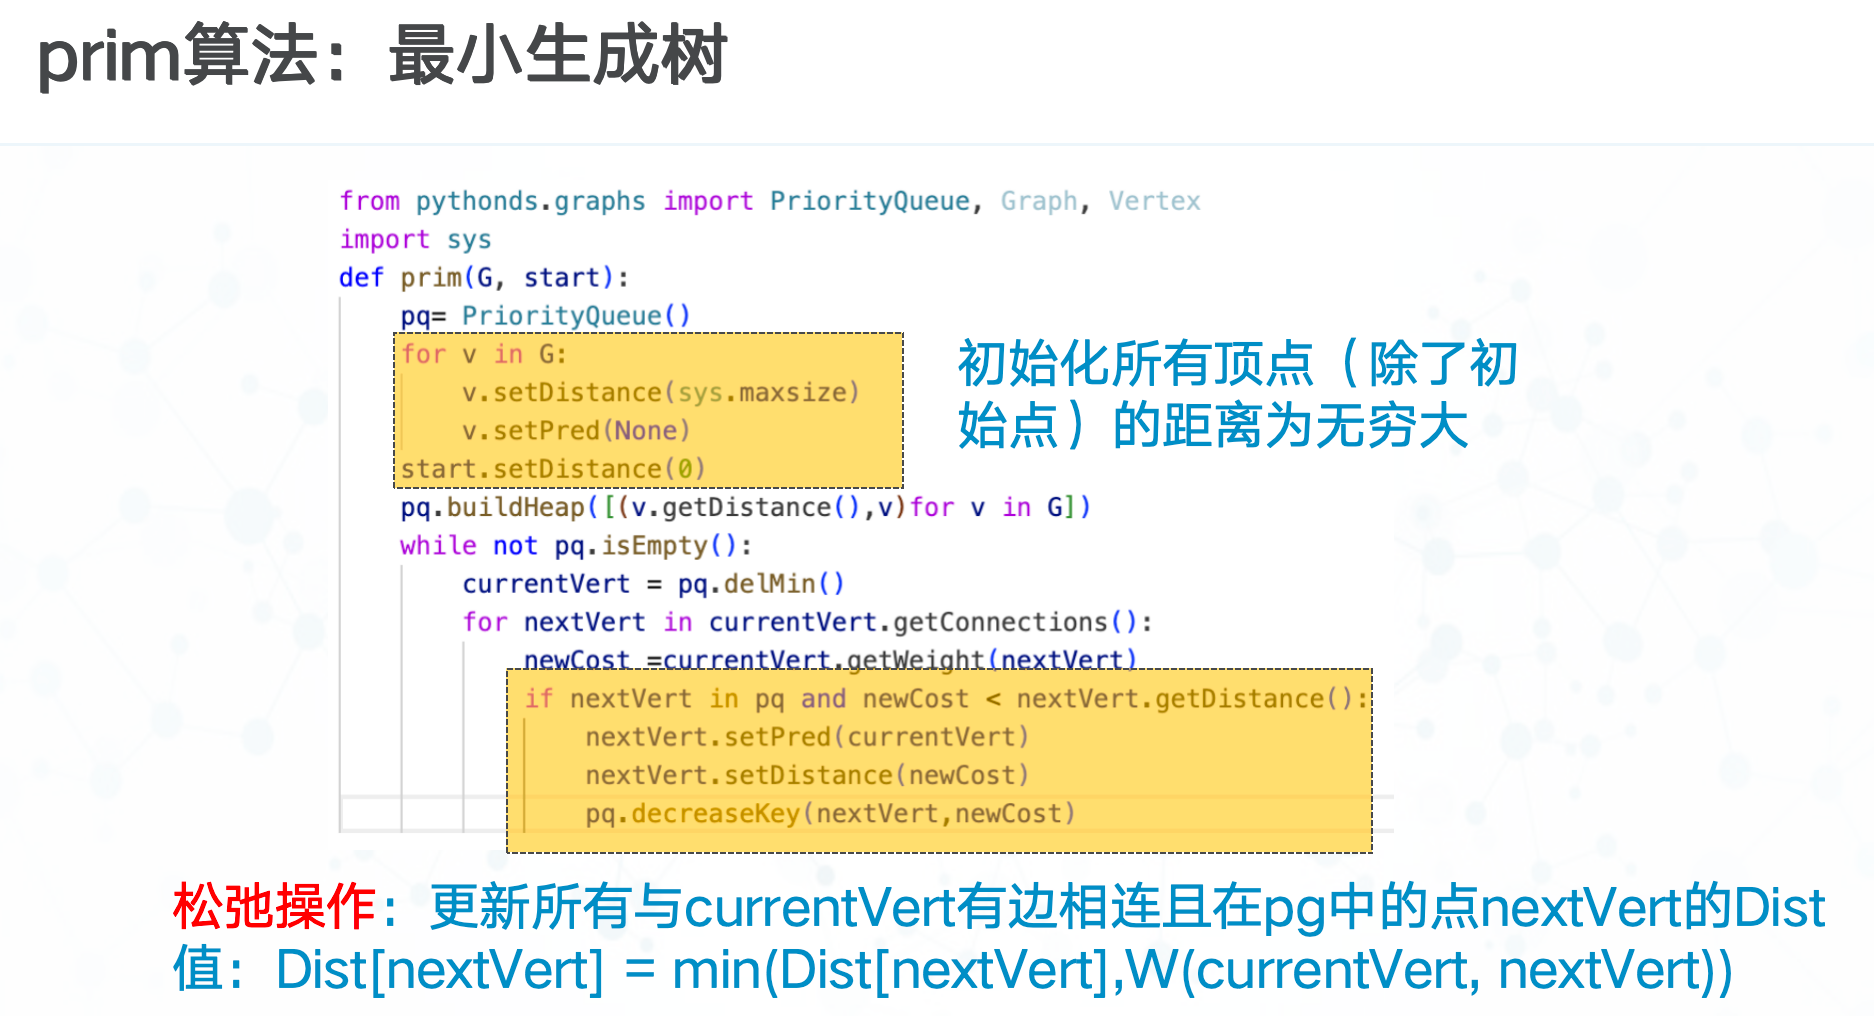 prim算法：最小生成树
from pythonds.graphs import PriorityQueue, Graph, Vertex
import sys
def prim(G, start):
pq= PriorityQueue()
for v in G:
v.setDistance(sys.maxsize)
v.setPred(None)
start.setDistance(0)
初始化所有顶点（除了初
始点）的距离为无穷大
pq.buildHeap([(v.getDistance(),v)for v in G])
while not pq.isEmpty():
currentVert = pq.delMin()
for nextVert in currentVert.getConnections():
newCost =currentVert.getWeight(nextVert)
if nextVert in pq and newCost < nextVert.getDistance():
nextVert.setPred(currentVert)
nextVert.setDistance(newCost)
pq.decreaseKey(nextVert,newCost)
松弛操作：更新所有与currentVert有边相连且在pg中的点nextVert的Dist
值：Dist[nextVert] = min(Dist[nextVert],W(currentVert, nextVert))